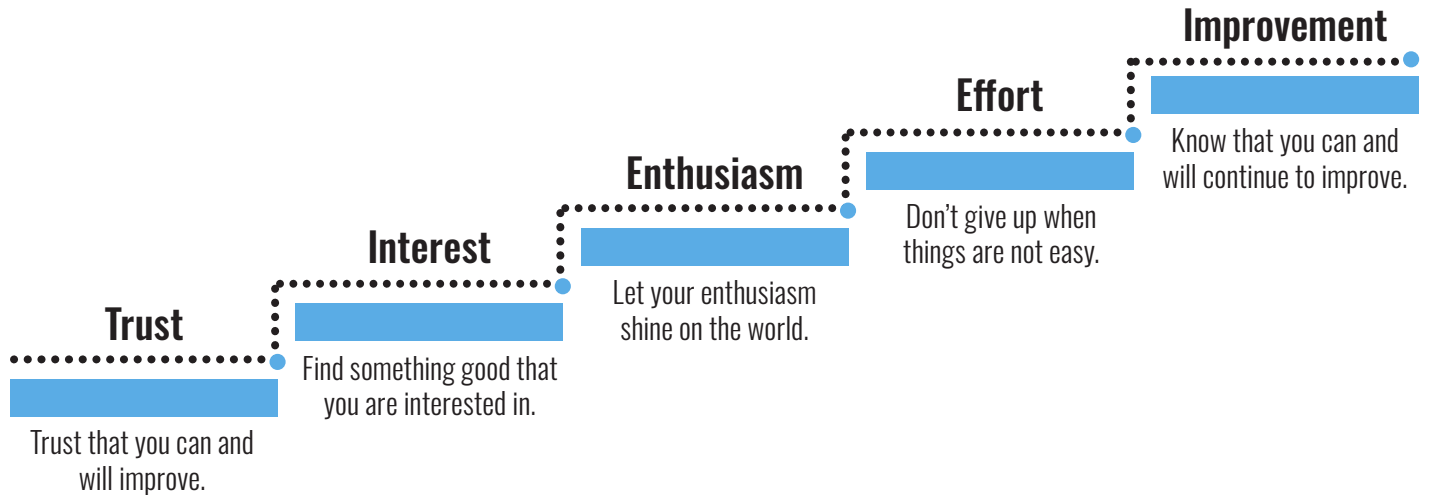 Trust
Trust that you can and
will improve.
Interest
Find something good that
you are interested in.
Enthusiasm
Let your enthusiasm
shine on the world.
Effort
Don’t give up when
things are not easy.
Improvement
Know that you can and
will continue to improve.